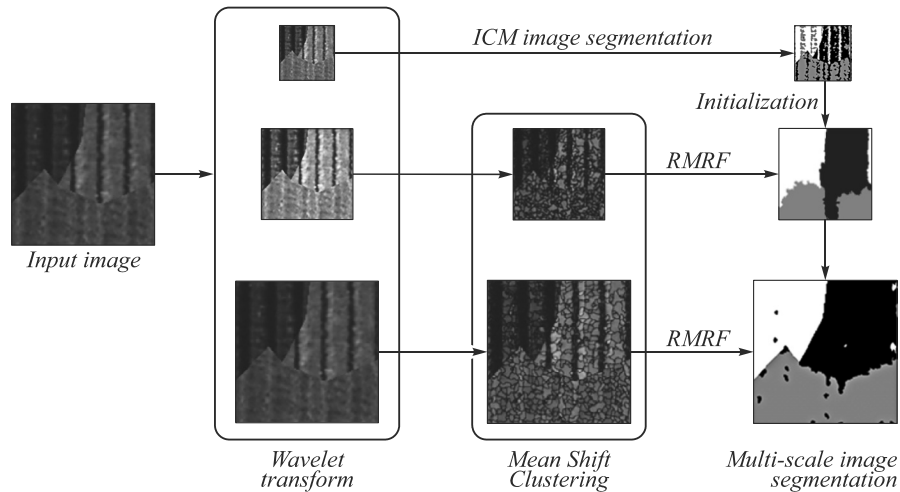 ICM image segmentation
Initialization
RMRF
Input image
RMRF
Wavelet
transform
Mean Shift
Clustering
Multi-scale image
segmentation